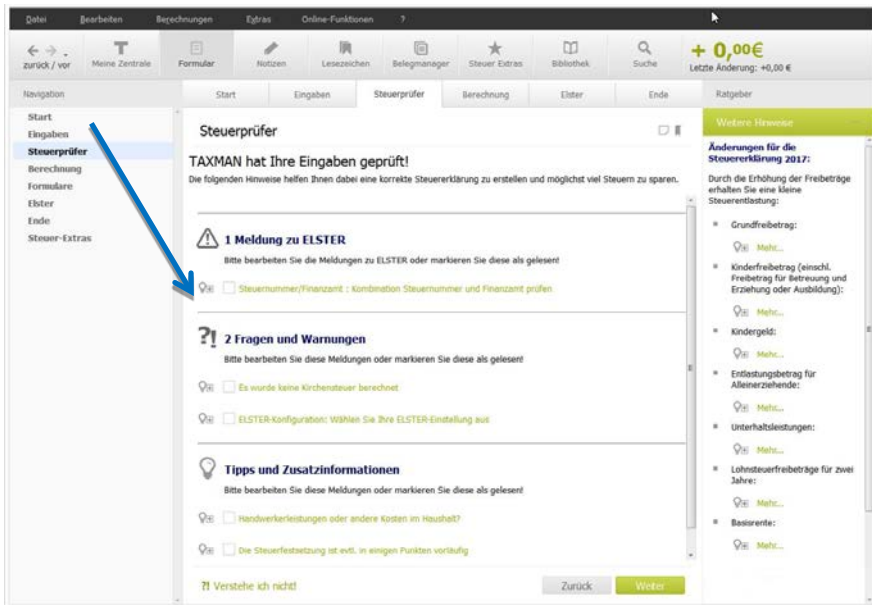 Datei Bearbeiten Berechnungen Extras Online-Funktionen ?
zurück / vor Meine Zentrale Formular Notizen Lesezeichen Belegmanager Steuer Extras Bibliothek Suche
+ 0,00€
Letzte Änderung: +0,00 €
Navigation
Start Eingaben Steuerprüfer Berechnung Elster Ende
Ratgeber
Start
Eingaben
Steuerprüfer
Berechnung
Formulare
Elster
Ende
Steuer-Extras
Steuerprüfer
TAXMAN hat Ihre Eingaben geprüft!
Die folgenden Hinweise helfen Ihnen dabei eine korrekte Steuererklärung zu erstellen und möglichst viel Steuern zu sparen.
1 Meldung zu ELSTER
Bitte bearbeiten Sie die Meldungen zu ELSTER oder markieren Sie diese als gelesen!
Steuernummer/Finanzamt : Kombination Steuernummer und Finanzamt prüfen
?! 2 Fragen und Warnungen
Bitte bearbeiten Sie diese Meldungen oder markieren Sie diese als gelesen!
Es wurde keine Kirchensteuer berechnet
ELSTER-Konfiguration: Wählen Sie Ihre ELSTER-Einstellung aus
Tipps und Zusatzinformationen
Bitte bearbeiten Sie diese Meldungen oder markieren Sie diese als gelesen!
Handwerkerleistungen oder andere Kosten im Haushalt?
Die Steuerfestsetzung ist evtl. in einigen Punkten vorläufig
?! Verstehe ich nicht!
Zurück Weiter
Weitere Hinweise
Änderungen für die
Steuererklärung 2017:
Durch die Erhöhung der Freibeträge
erhalten Sie eine kleine
Steuerentlastung:
Grundfreibetrag:
Mehr...
Kinderfreibetrag (einschl.
Freibetrag für Betreuung und
Erziehung oder Ausbildung):
Mehr...
Kindergeld:
Mehr...
Entlastungsbetrag für
Alleinerziehende:
Mehr...
Unterhaltsleistungen:
Mehr...
Lohnsteuerfreibeträge für zwei
Jahre:
Mehr...
Basisrente:
Mehr...